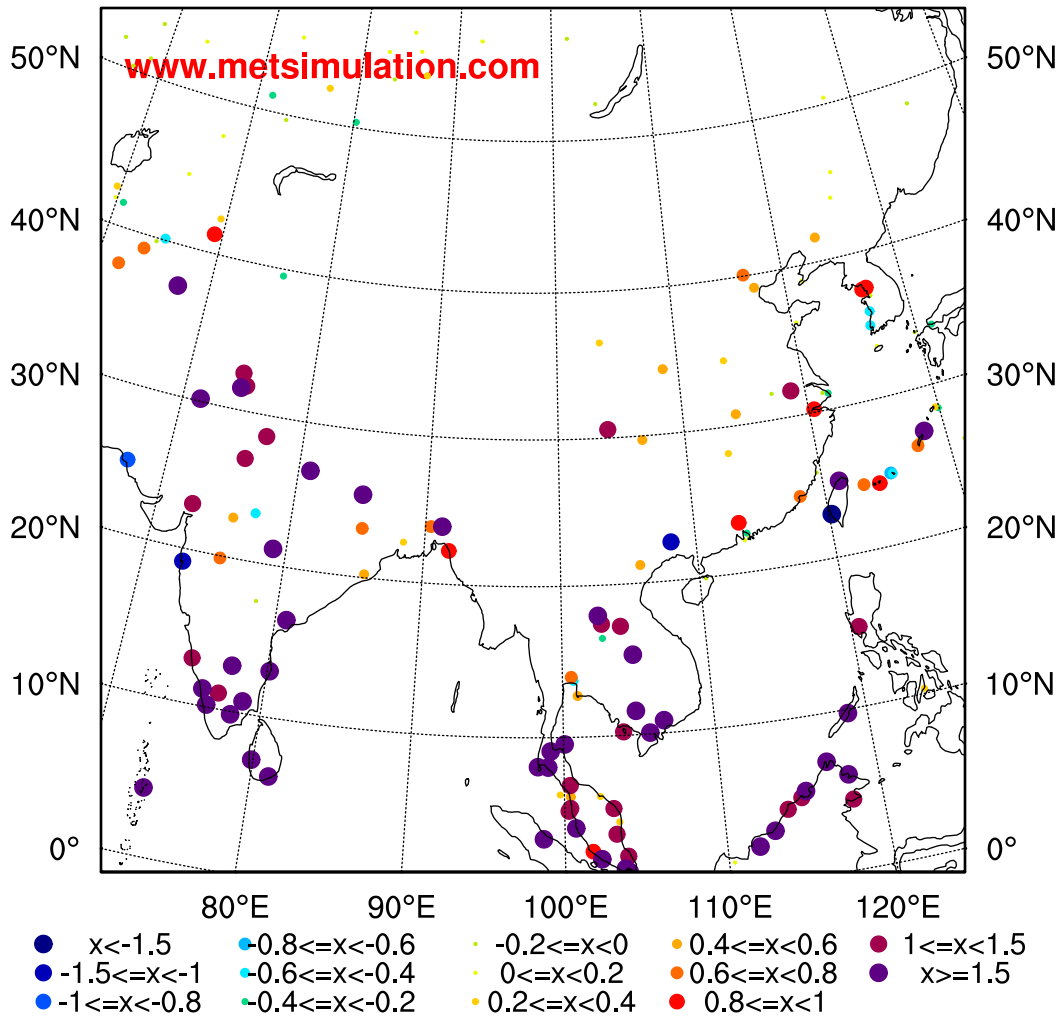 50°N 50°N
www.metsimulation.com
40°N 40°N
30°N 30°N
20°N 20°N
10°N 10°N
0° 0°
80°E 90°E 100°E 110°E 120°E
x<-1.5 -0.8<=x<-0.6 -0.2<=x<0 0.4<=x<0.6 1<=x<1.5
-1.5<=x<-1 -0.6<=x<-0.4 0<=x<0.2 0.6<=x<0.8 x>=1.5
-1<=x<-0.8 -0.4<=x<-0.2 0.2<=x<0.4 0.8<=x<1